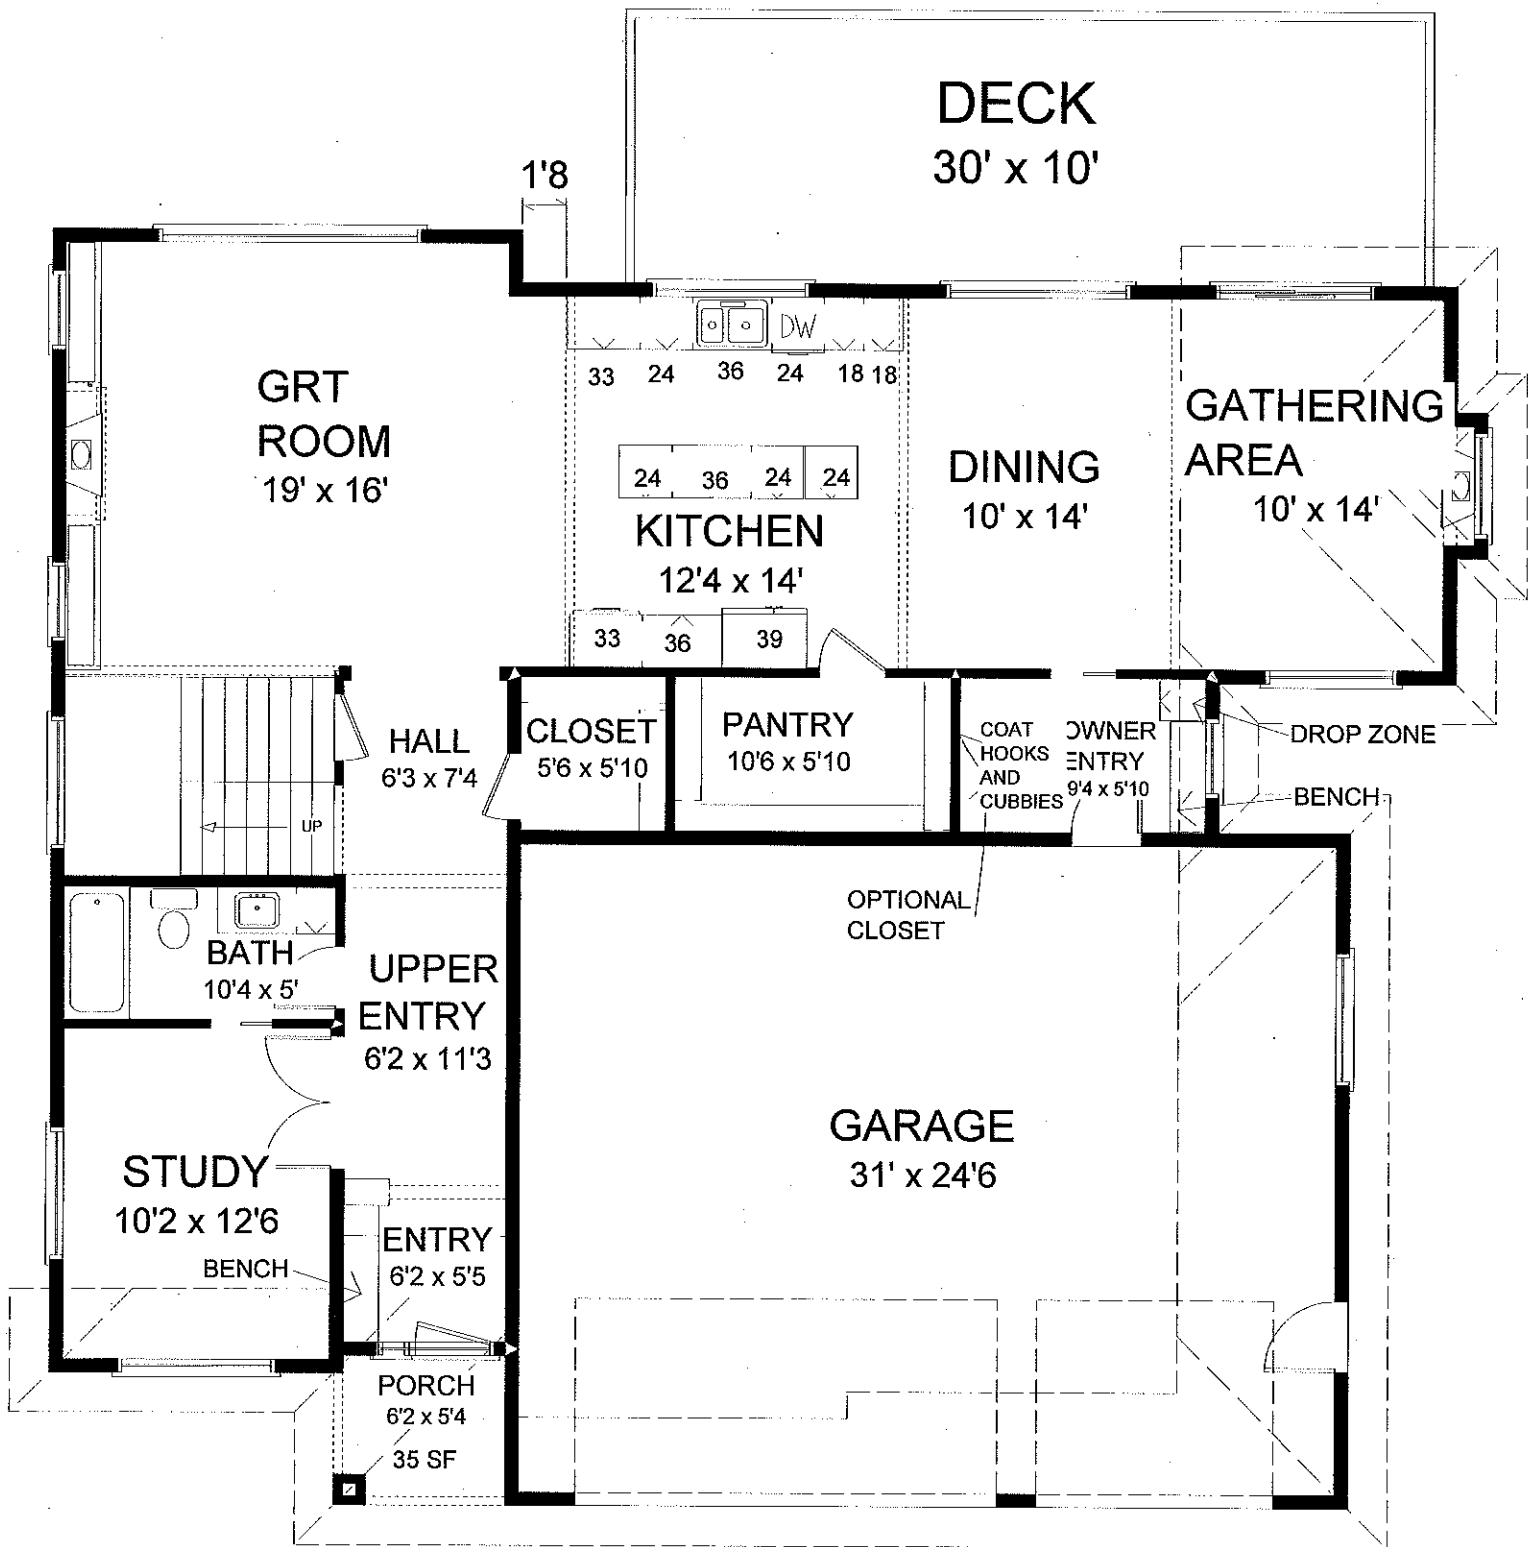 DECK
30' x 10'
1'8
DW
33
24
36
24
18
18
GRT
ROOM
19' x 16'
24
36
24
24
KITCHEN
12'4 x 14'
33
36
39
DINING
10' x 14'
GATHERING
AREA
10' x 14'
HALL
6'3 x 7'4
UP
CLOSET
5'6 x 5'10
PANTRY
10'6 x 5'10
COAT
HOOKS
AND
CUBBIES
OWNER
ENTRY
9'4 x 5'10
DROP ZONE
BENCH
OPTIONAL
CLOSET
BATH
10'4 x 5'
UPPER
ENTRY
6'2 x 11'3
STUDY
10'2 x 12'6
GARAGE
31' x 24'6
ENTRY
6'2 x 5'5
BENCH
PORCH
6'2 x 5'4
35 SF